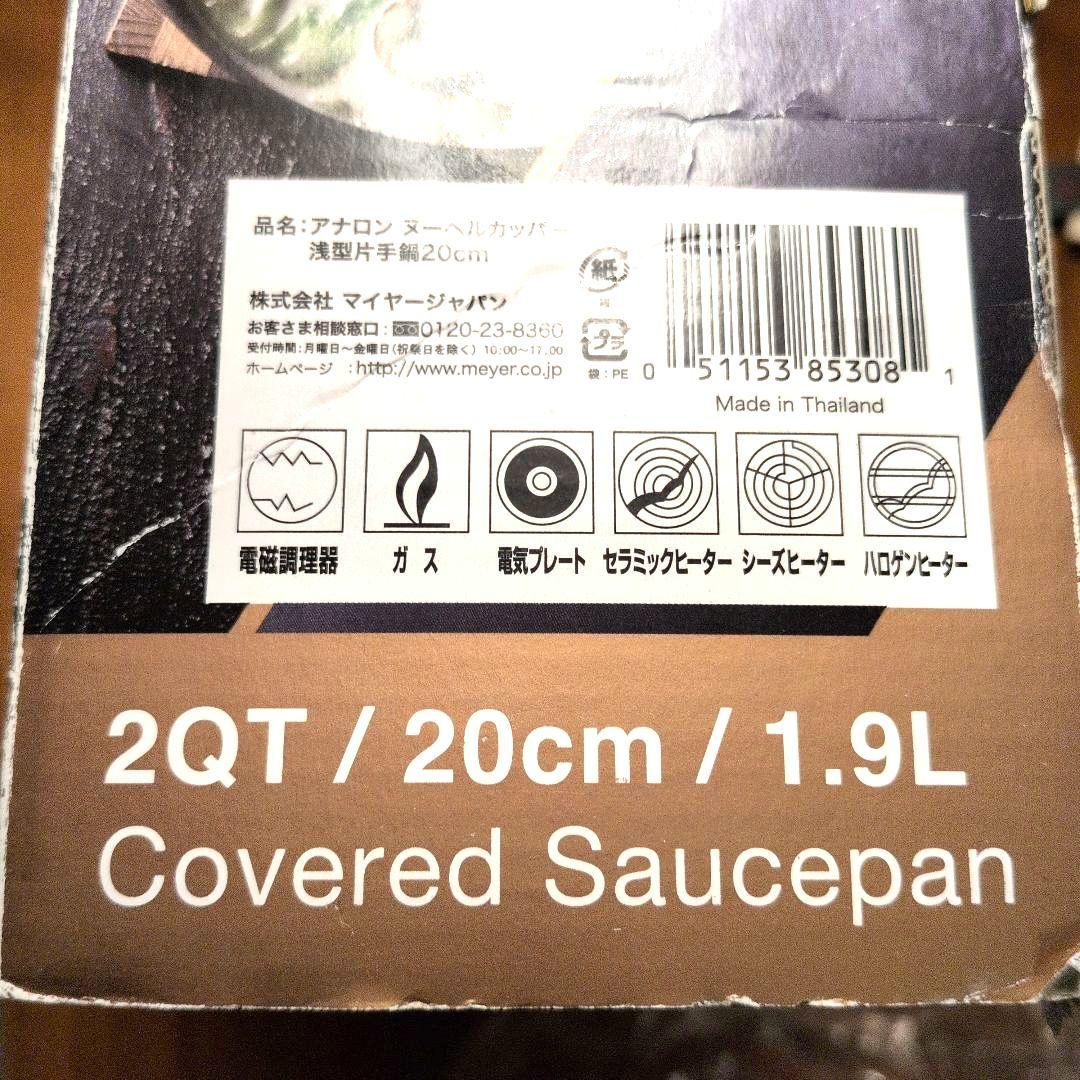 品名：アナロン ヌーベルカッパー
浅型片手鍋20cm
株式会社 マイヤージャパン
お客さま相談窓口：0120-23-8360
受付時間：月曜日～金曜日（祝祭日を除く）10:00～17:00
ホームページ ：http://www.meyer.co.jp
紙
プラ
袋：PE
0 51153 85308 1
Made in Thailand
電磁調理器 ガス 電気プレート セラミックヒーター シーズヒーター ハロゲンヒーター
2QT / 20cm / 1.9L
Covered Saucepan